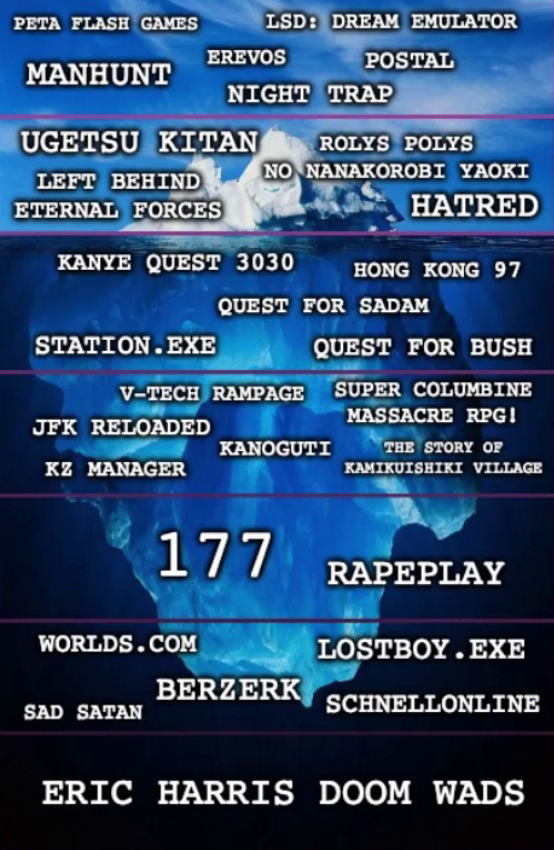 PETA FLASH GAMES
LSD: DREAM EMULATOR
EREVOS
POSTAL
MANHUNT
NIGHT TRAP
UGETSU KITAN
ROLYS POLYS
NO NANAKOROBI YAOKI
LEFT BEHIND
ETERNAL FORCES
HATRED
KANYE QUEST 3030
HONG KONG 97
QUEST FOR SADAM
STATION.EXE
QUEST FOR BUSH
V-TECH RAMPAGE
SUPER COLUMBINE
MASSACRE RPG!
JFK RELOADED
KANOGUTI
THE STORY OF
KAMIKUISHIKI VILLAGE
KZ MANAGER
177
RAPEPLAY
WORLDS.COM
LOSTBOY.EXE
BERZERK
SAD SATAN
SCHNELLONLINE
ERIC HARRIS DOOM WADS